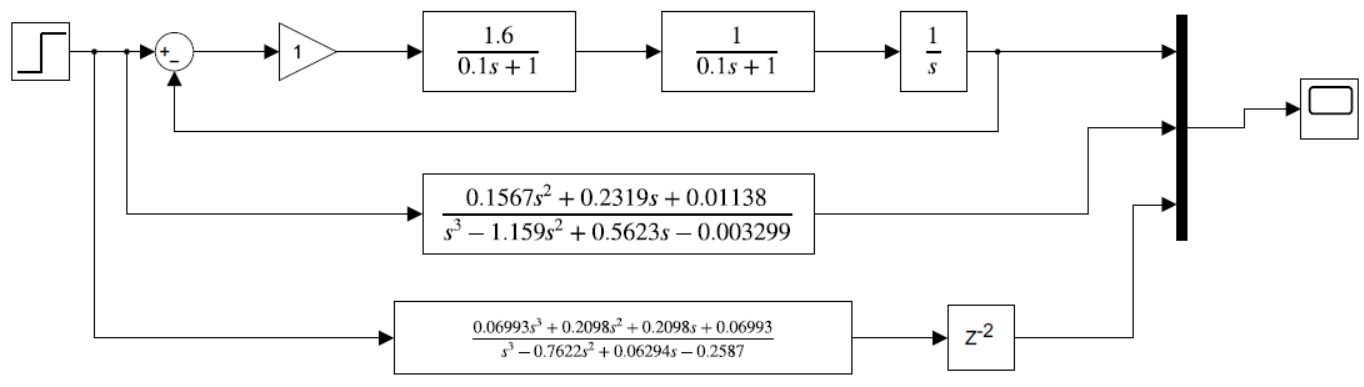 +
−
1
1.6
0.1s + 1
1
0.1s + 1
1
s
0.1567s² + 0.2319s + 0.01138
s³ − 1.159s² + 0.5623s − 0.003299
0.06993s³ + 0.2098s² + 0.2098s + 0.06993
s³ − 0.7622s² + 0.06294s − 0.2587
Z⁻²